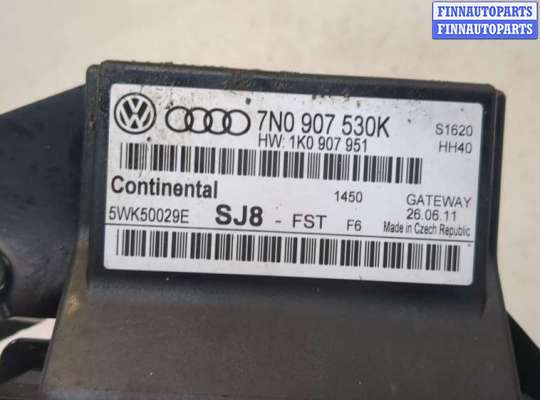 FINNAUTOPARTS
FINNAUTOPARTS
7N0 907 530K S1620
HW: 1K0 907 951 HH40
Continental 1450 GATEWAY
5WK50029E SJ8 - FST F6 26.06.11
Made in Czech Republic